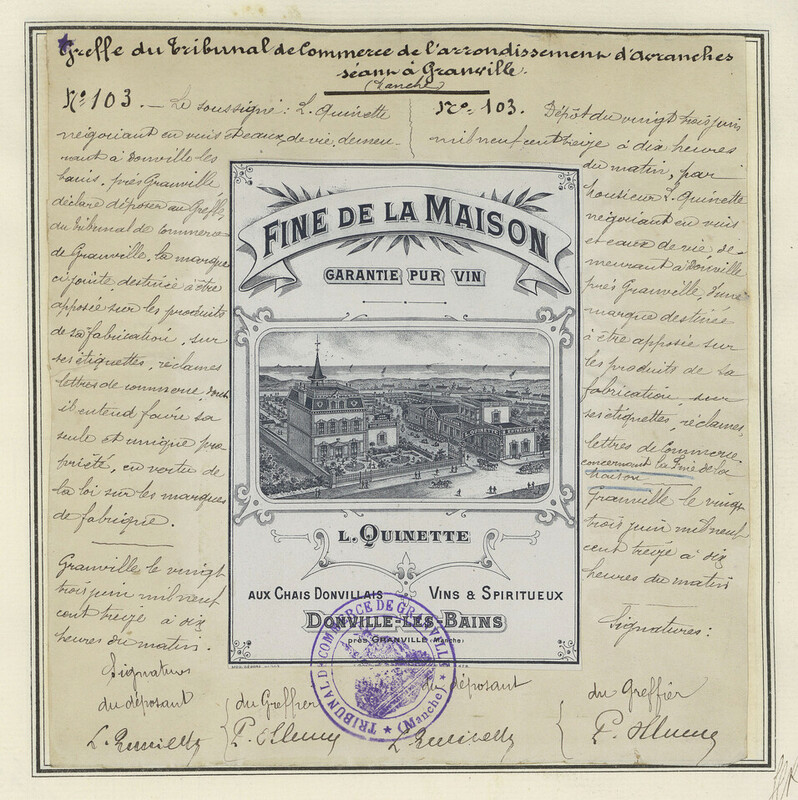 Greffe du Tribunal de Commerce de l'arrondissement d'Avranches
séant à Granville.
(Manche)
N° 103. — Le soussigné: L. Quinette
négociant en vins et eaux de vie, demeu-
rant à Donville les
bains, près Granville
déclare déposer au Greffe
du Tribunal de Commerce
de Granville, la marque
ci jointe destinée à être
apposée sur les produits
de sa fabrication, sur
ses étiquettes, réclames
lettres de commerce, dont
il entend faire sa
seule et unique pro
priété, en vertu de
la loi sur les marques
de fabrique.
Granville le vingt
trois juin mil neuf
cent treize à dix
heures du matin.
Signatures
du déposant
du Greffier
L. Quinette
N° 103. Dépôt du vingt trois juin
mil neuf cent treize à dix heures
du matin, par
Monsieur L. Quinette
négociant en vins
et eaux de vie de-
meurant à Donville
près Granville d'une
marque destinée
à être apposée sur
les produits de sa
fabrication, sur
ses étiquettes, réclames,
lettres de Commerce
concernant la Fine de la
Maison
Granville le vingt
trois juin mil neuf
cent treize à dix
heures du matin
Signatures:
du déposant
du Greffier
L. Quinette
FINE DE LA MAISON
GARANTIE PUR VIN
L. QUINETTE
AUX CHAIS DONVILLAIS VINS & SPIRITUEUX
DONVILLE-LES-BAINS
près GRANVILLE (Manche)
TRIBUNAL DE COMMERCE DE GRANVILLE
(Manche)